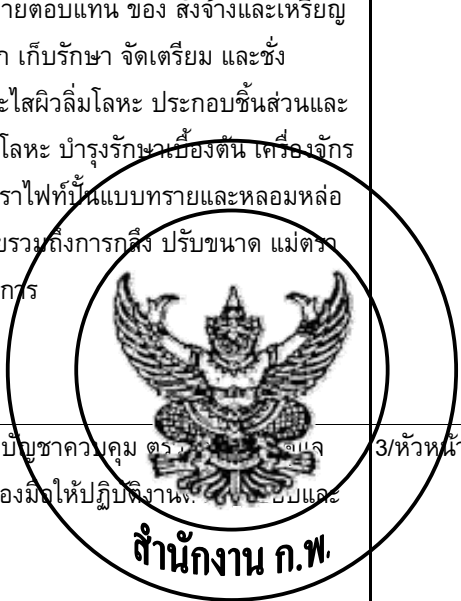 ายตอบแทน ของ สั่งจ้างและเหรียญ
า เก็บรักษา จัดเตรียม และชั่ง
ะไสผิวลิ่มโลหะ ประกอบชิ้นส่วนและ
โลหะ บำรุงรักษาเบื้องต้น เครื่องจักร
ราไฟท์ปั้นแบบทรายและหลอมหล่อ
ยรวมถึงการกลึง ปรับขนาด แม่ตรา
การ
บัญชาควบคุม 3/หัวหน้า
องมือให้ปฏิบัติงาน และ
สำนักงาน ก.พ.